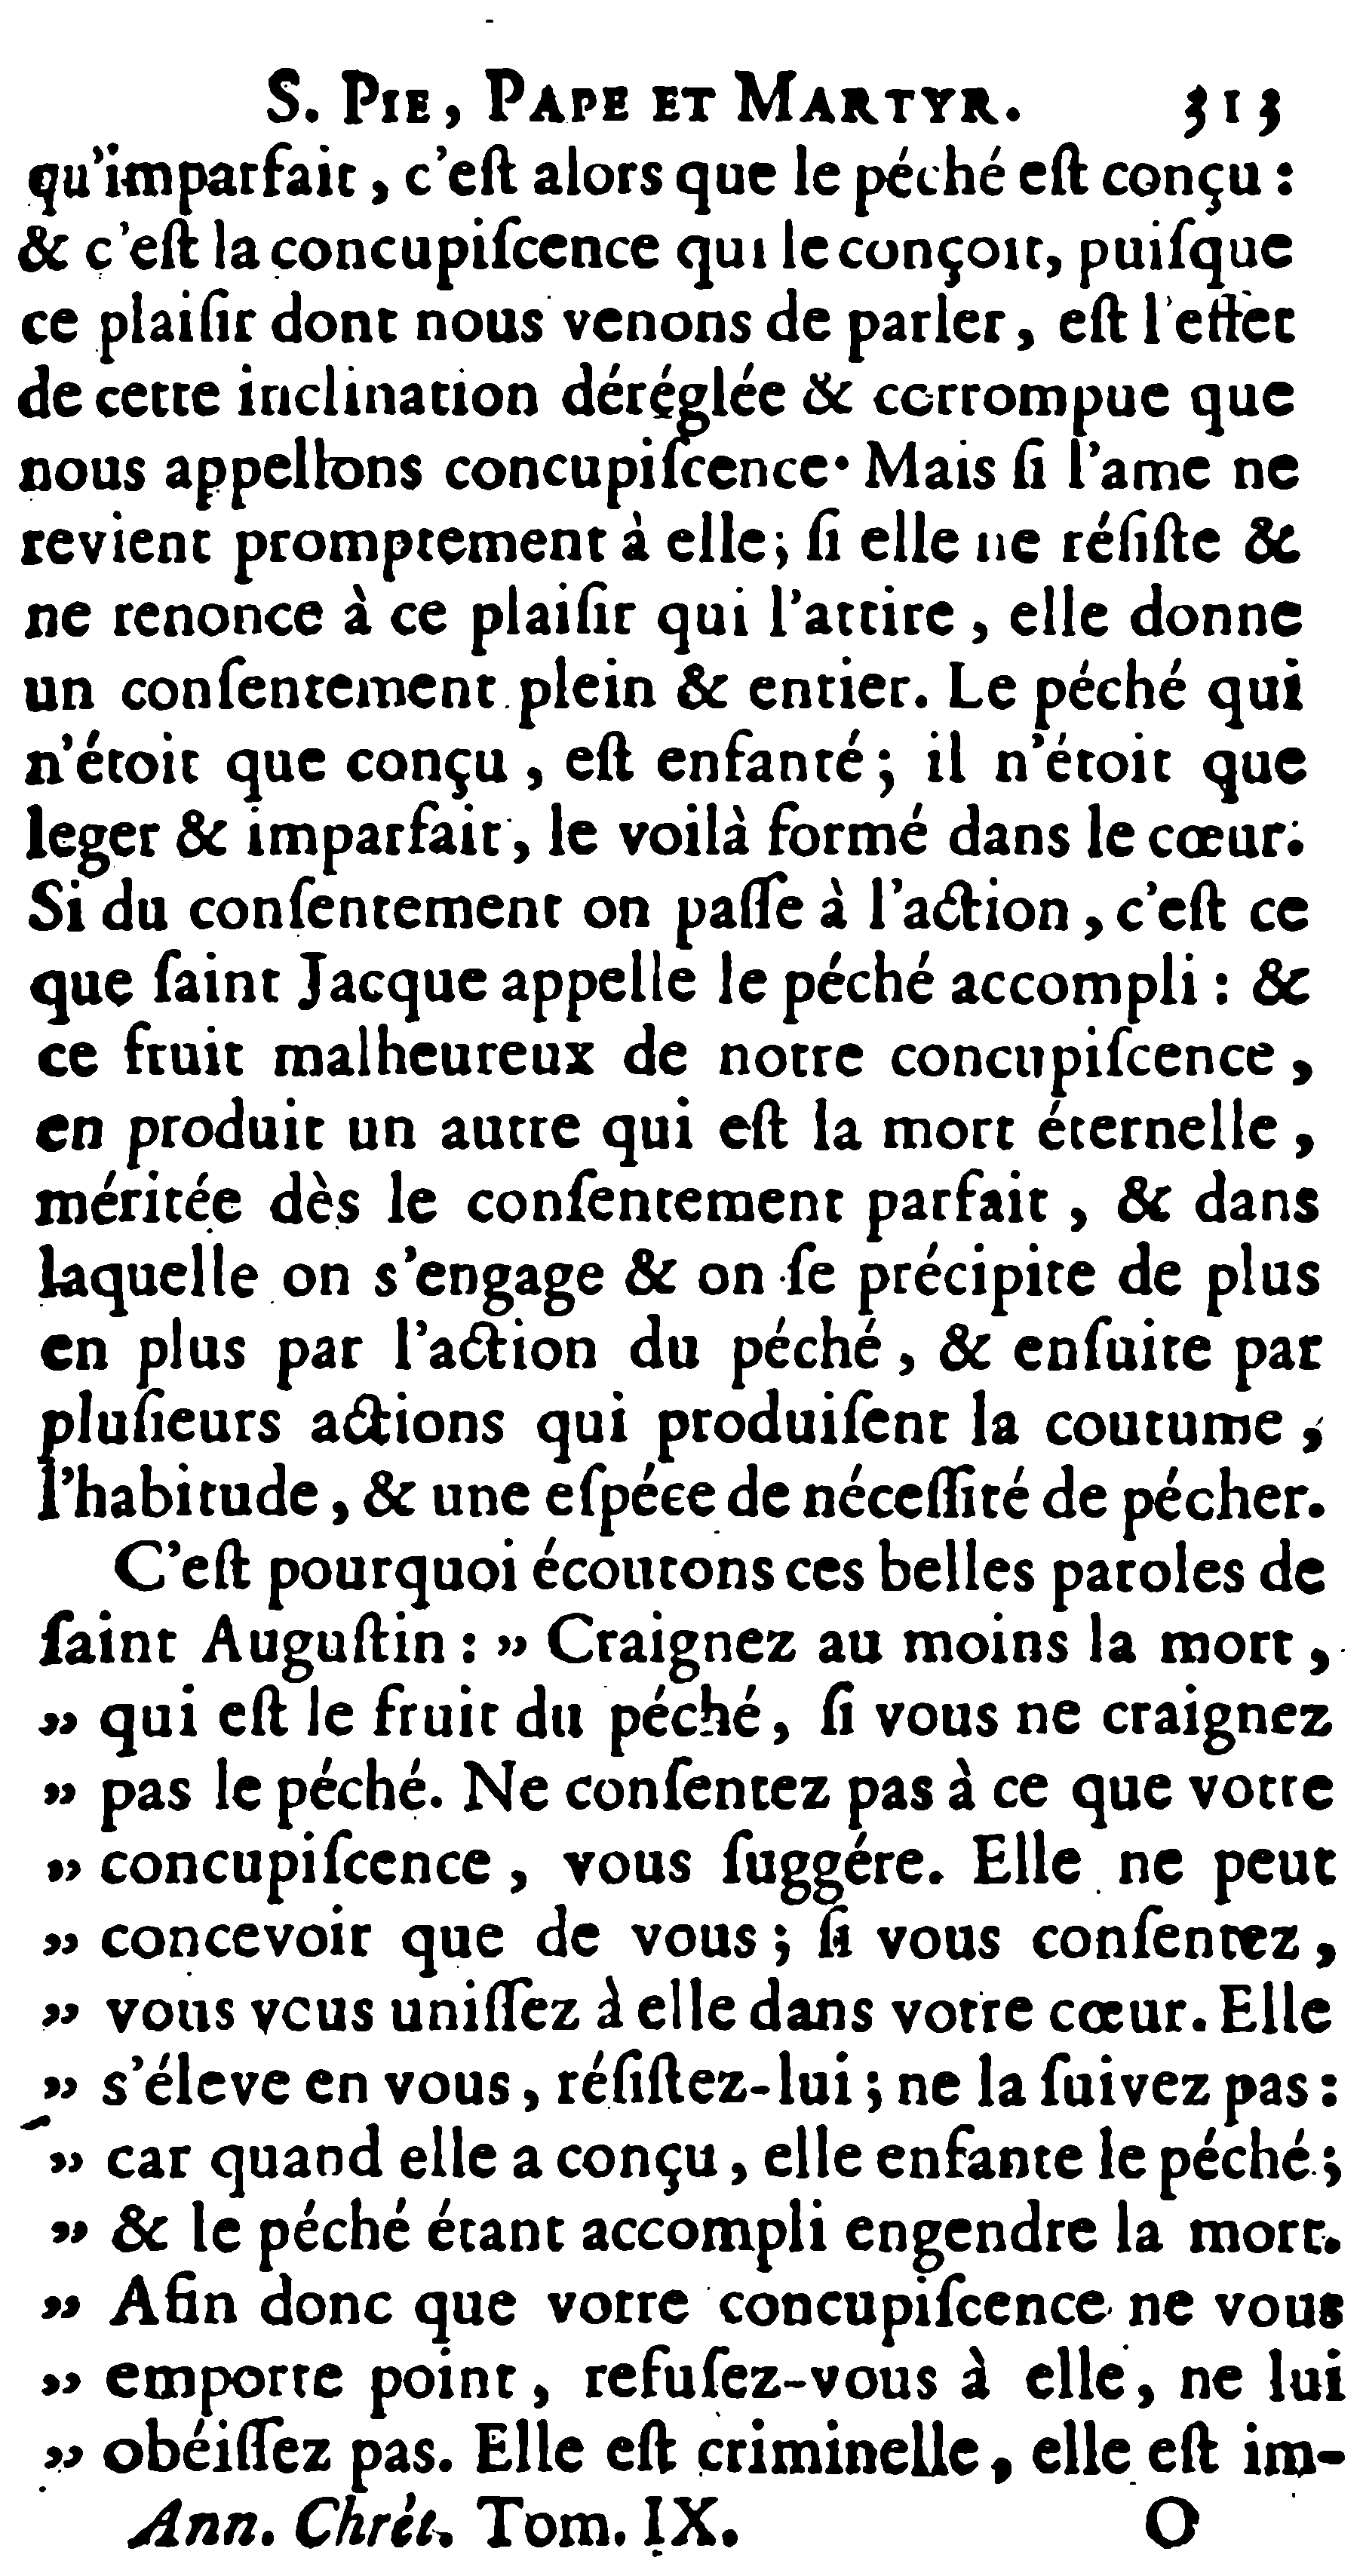 S. PIE, PAPE ET MARTYR. 313
qu'imparfait, c'eſt alors que le péché eſt conçu :
& c'eſt la concupiſcence qui le conçoit, puiſque
ce plaiſir dont nous venons de parler, eſt l'effet
de cette inclination déréglée & corrompue que
nous appellons concupiſcence. Mais ſi l'ame ne
revient promptement à elle; ſi elle ne réſiſte &
ne renonce à ce plaiſir qui l'attire, elle donne
un conſentement plein & entier. Le péché qui
n'étoit que conçu, eſt enfanté; il n'étoit que
leger & imparfait, le voilà formé dans le cœur.
Si du conſentement on paſſe à l'action, c'eſt ce
que ſaint Jacque appelle le péché accompli : &
ce fruit malheureux de notre concupiſcence,
en produit un autre qui eſt la mort éternelle,
méritée dès le conſentement parfait, & dans
laquelle on s'engage & on ſe précipite de plus
en plus par l'action du péché, & enſuite par
pluſieurs actions qui produiſent la coutume,
l'habitude, & une eſpéce de néceſſité de pécher.
C'eſt pourquoi écoutons ces belles paroles de
ſaint Auguſtin : » Craignez au moins la mort,
» qui eſt le fruit du péché, ſi vous ne craignez
» pas le péché. Ne conſentez pas à ce que votre
» concupiſcence, vous ſuggére. Elle ne peut
» concevoir que de vous; ſi vous conſentez,
» vous vous uniſſez à elle dans votre cœur. Elle
» s'éleve en vous, réſiſtez-lui; ne la ſuivez pas :
» car quand elle a conçu, elle enfante le péché;
» & le péché étant accompli engendre la mort.
» Afin donc que votre concupiſcence ne vous
» emporte point, refuſez-vous à elle, ne lui
» obéiſſez pas. Elle eſt criminelle, elle eſt im-
Ann. Chrét. Tom. IX. O